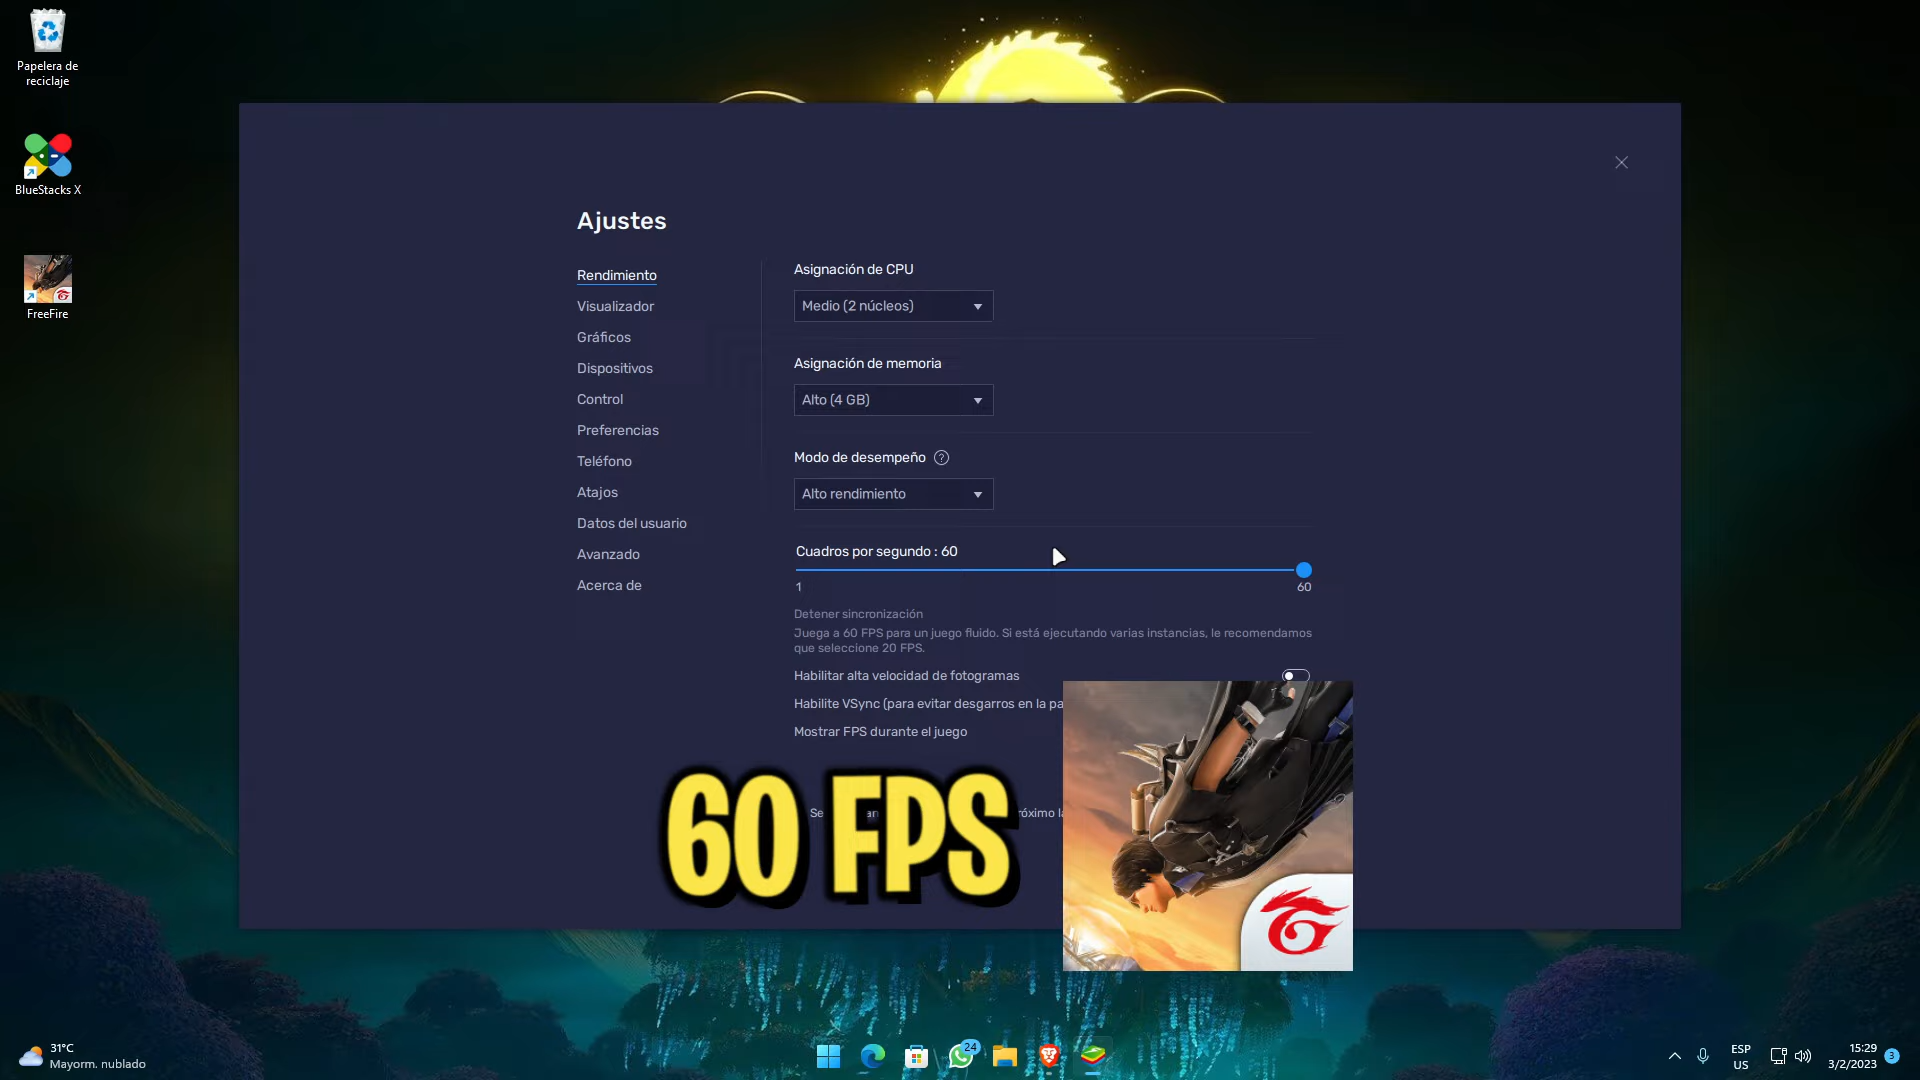 Papelera de
reciclaje
BlueStacks X
FreeFire
Ajustes
Rendimiento
Visualizador
Gráficos
Dispositivos
Control
Preferencias
Teléfono
Atajos
Datos del usuario
Avanzado
Acerca de
Asignación de CPU
Medio (2 núcleos)
Asignación de memoria
Alto (4 GB)
Modo de desempeño ?
Alto rendimiento
Cuadros por segundo : 60
1
60
Detener sincronización
Juega a 60 FPS para un juego fluido. Si está ejecutando varias instancias, le recomendamos
que seleccione 20 FPS.
Habilitar alta velocidad de fotogramas
Habilite VSync (para evitar desgarros en la pa
Mostrar FPS durante el juego
Se
60 FPS
31°C
Mayorm. nublado
24
ESP
US
15:29
3/2/2023
3